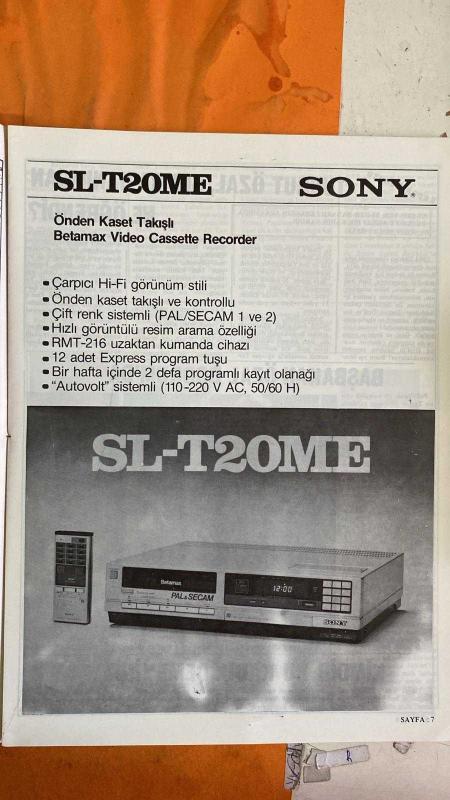 SL-T20ME SONY®
Önden Kaset Takışlı
Betamax Video Cassette Recorder
Çarpıcı Hi-Fi görünüm stili
Önden kaset takışlı ve kontrollu
Çift renk sistemli (PAL/SECAM 1 ve 2)
Hızlı görüntülü resim arama özelliği
RMT-216 uzaktan kumanda cihazı
12 adet Express program tuşu
Bir hafta içinde 2 defa programlı kayıt olanağı
"Autovolt" sistemli (110-220 V AC, 50/60 H)
SL-T20ME
Betamax
12:00
PAL&SECAM
SONY
SAYFA : 7